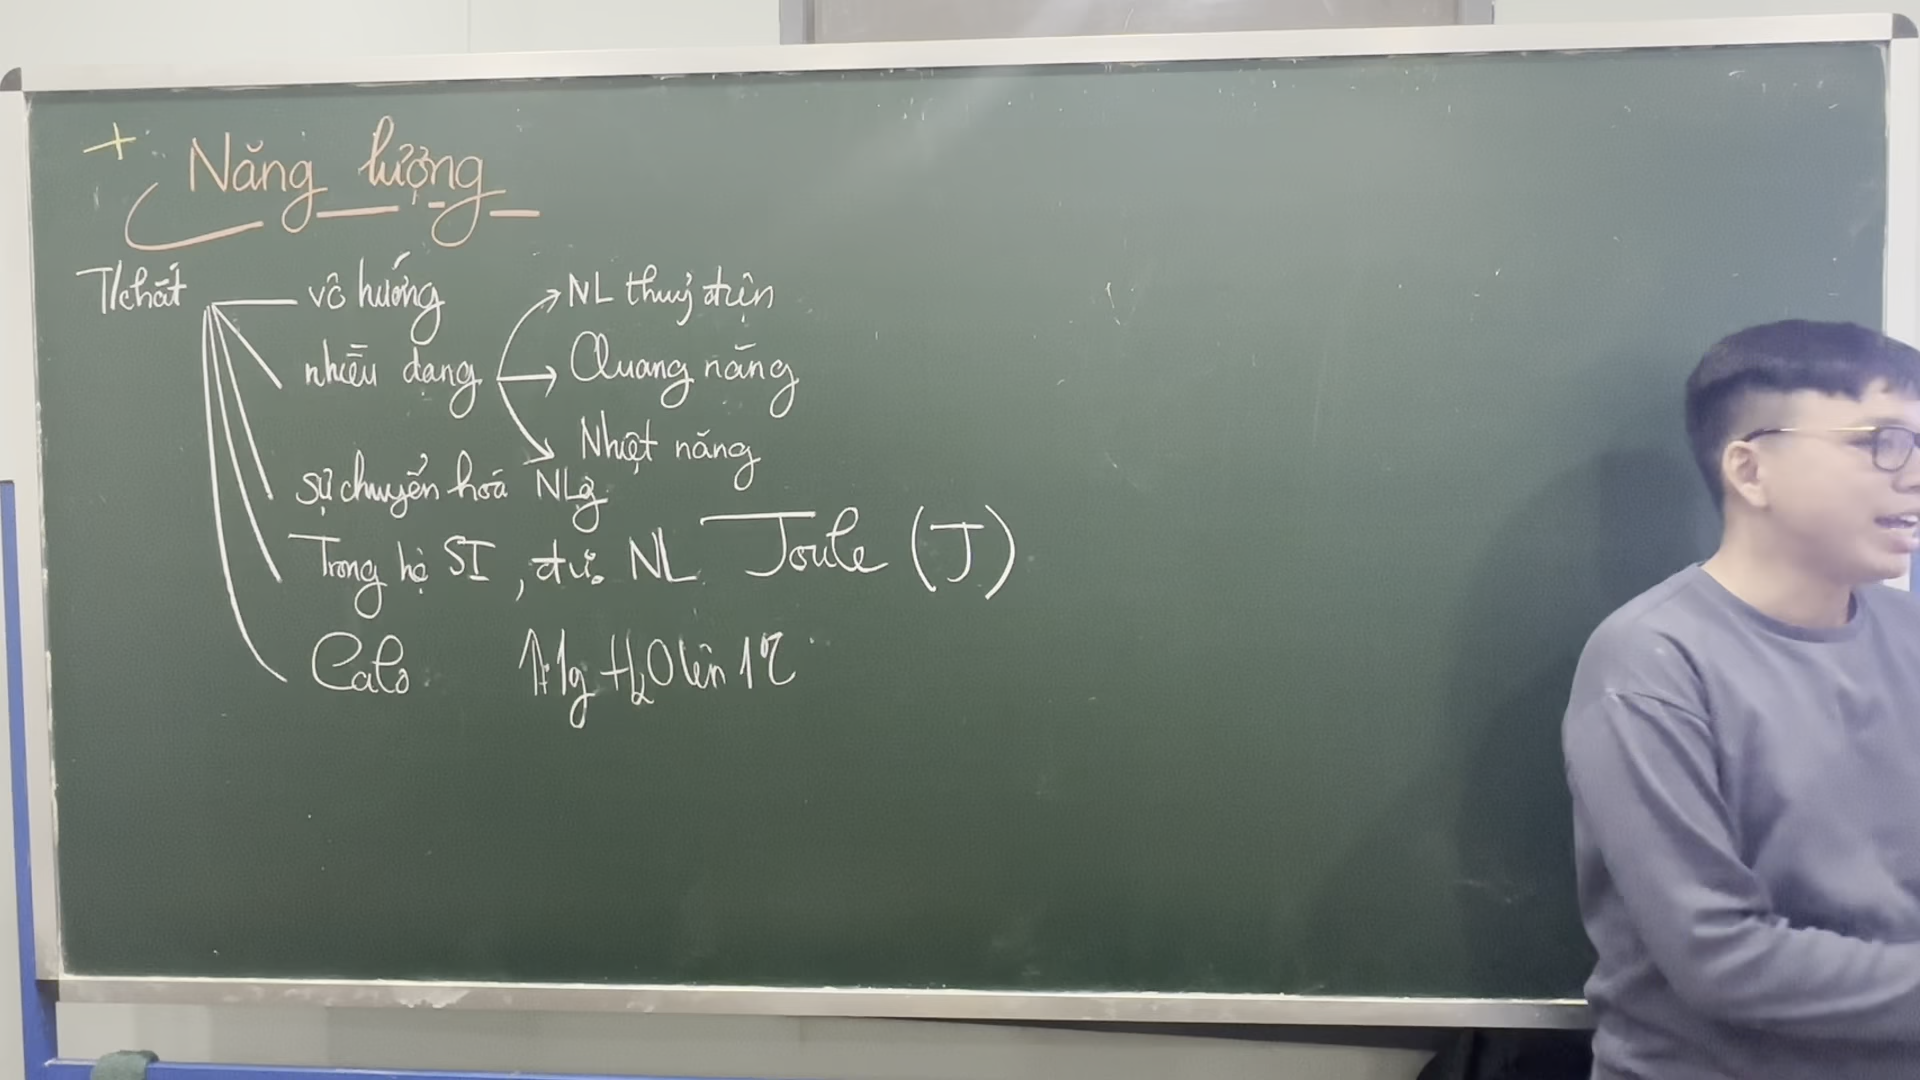 + Năng lượng
T/chất
vô hướng
nhiều dạng
NL thuỷ điện
Quang năng
Nhiệt năng
sự chuyển hoá NLg
Trong hệ SI, đvị NL Joule (J)
Calo 1g H₂O lên 1℃